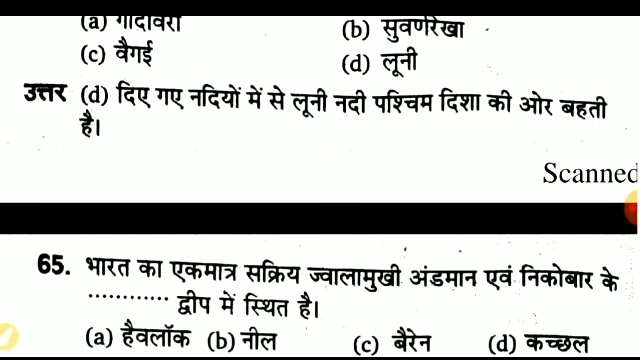 (a) गोदावरी (b) सुवर्णरेखा
(c) वैगई (d) लूनी
उत्तर (d) दिए गए नदियों में से लूनी नदी पश्चिम दिशा की ओर बहती
है।
Scanned
65. भारत का एकमात्र सक्रिय ज्वालामुखी अंडमान एवं निकोबार के
............ द्वीप में स्थित है।
(a) हैवलॉक (b) नील (c) बैरेन (d) कच्छल